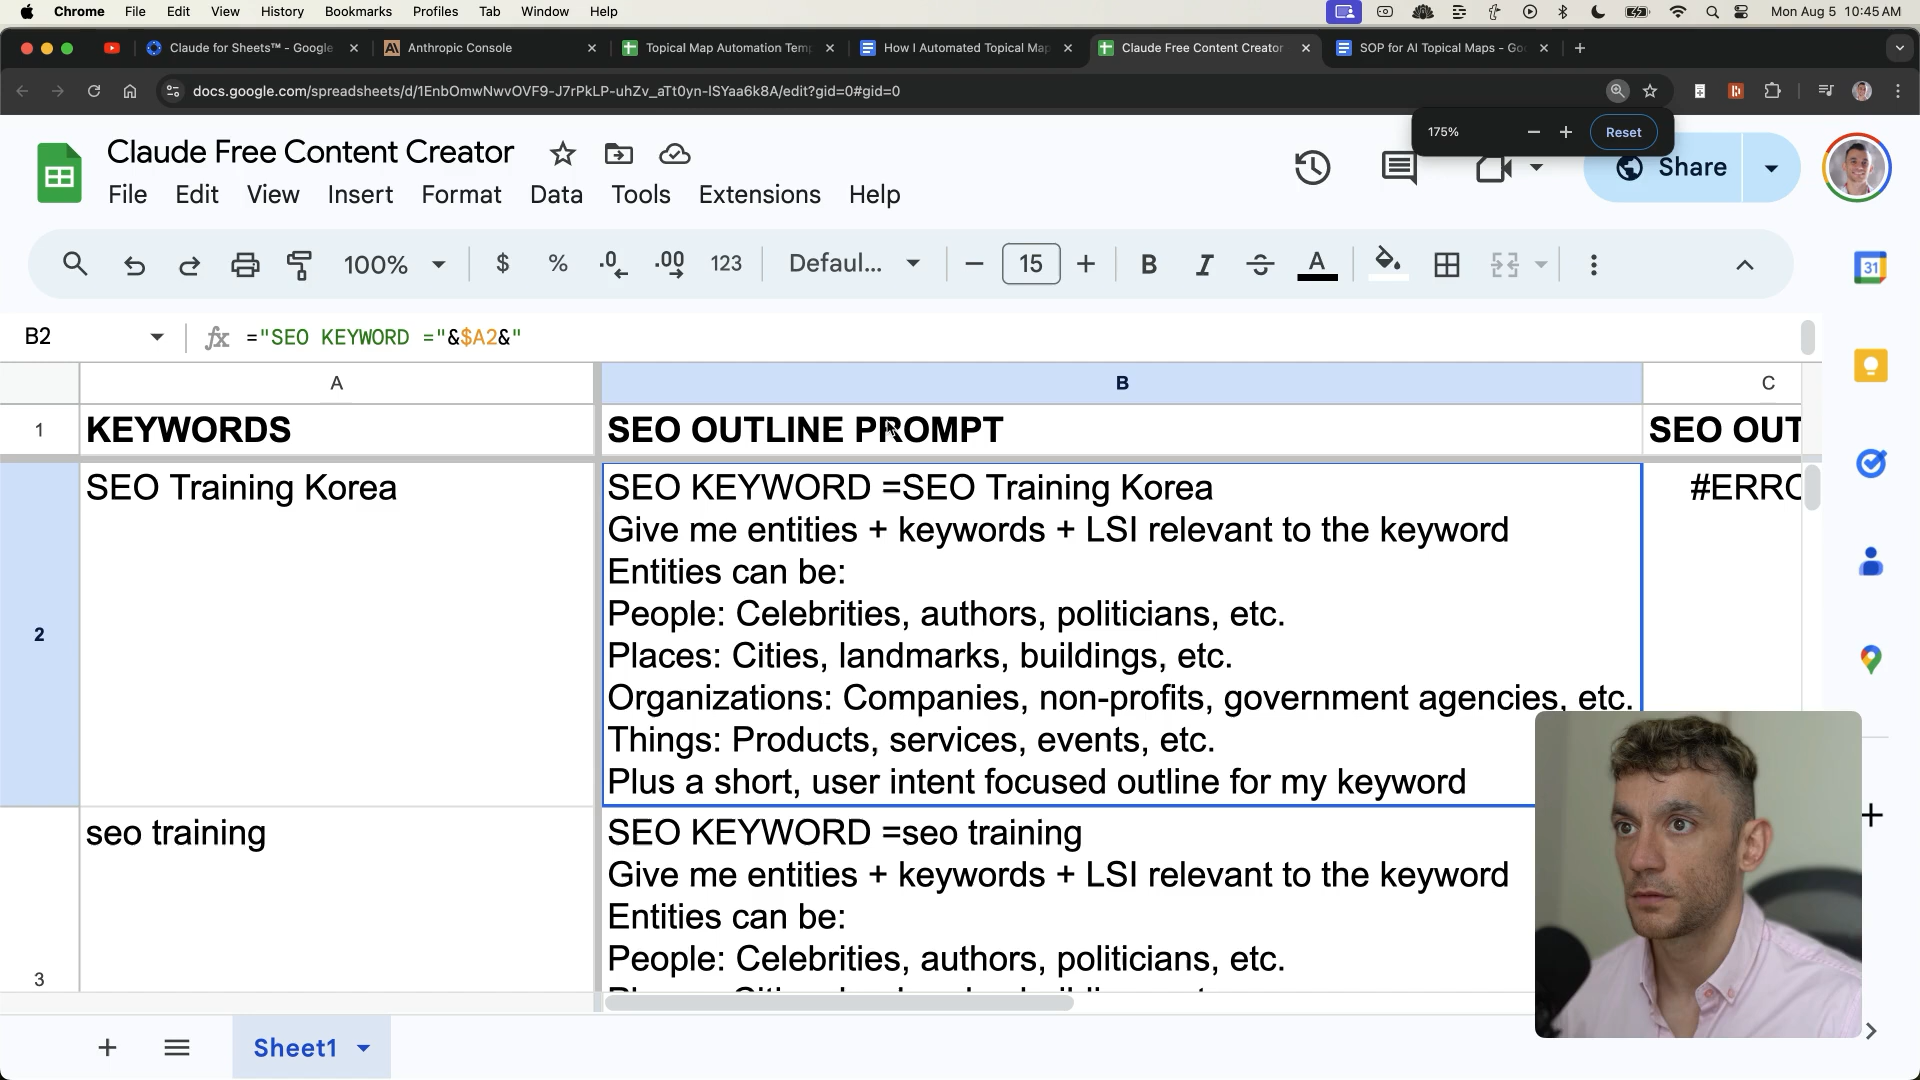 Chrome File Edit View History Bookmarks Profiles Tab Window Help Mon Aug 5 10:45 AM
Claude for Sheets™ - Google Anthropic Console Topical Map Automation Tem How I Automated Topical Map Claude Free Content Creator SOP for AI Topical Maps - Go
docs.google.com/spreadsheets/d/1EnbOmwNwvOVF9-J7rPkLP-uhZv_aTt0yn-lSYaa6k8A/edit?gid=0#gid=0
175% Reset
Claude Free Content Creator
Share
File Edit View Insert Format Data Tools Extensions Help
100% $ % .0 .00 123 Defaul... 15 B I S A
31
B2 fx ="SEO KEYWORD ="&$A2&"
A B C
1 KEYWORDS SEO OUTLINE PROMPT SEO OUT
2 SEO Training Korea SEO KEYWORD =SEO Training Korea #ERRO
Give me entities + keywords + LSI relevant to the keyword
Entities can be:
People: Celebrities, authors, politicians, etc.
Places: Cities, landmarks, buildings, etc.
Organizations: Companies, non-profits, government agencies, etc.
Things: Products, services, events, etc.
Plus a short, user intent focused outline for my keyword
3 seo training SEO KEYWORD =seo training
Give me entities + keywords + LSI relevant to the keyword
Entities can be:
People: Celebrities, authors, politicians, etc.
Sheet1